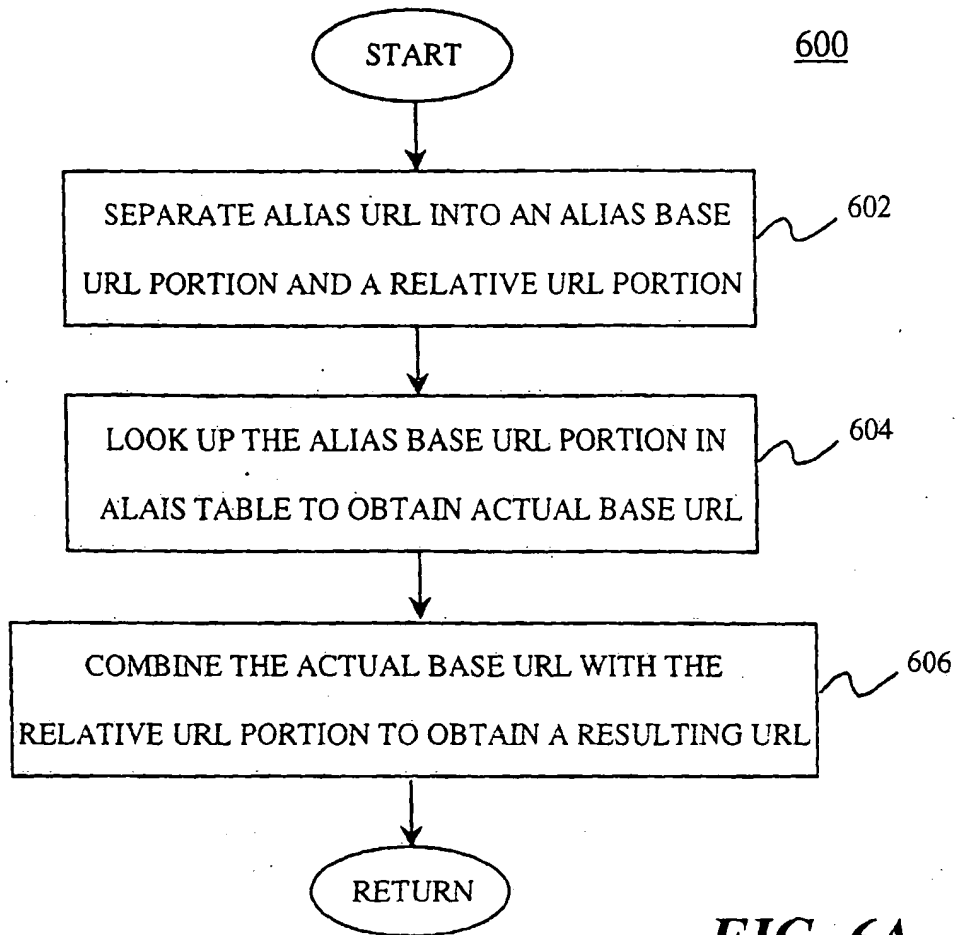 START
600
SEPARATE ALIAS URL INTO AN ALIAS BASE
URL PORTION AND A RELATIVE URL PORTION
602
LOOK UP THE ALIAS BASE URL PORTION IN
ALAIS TABLE TO OBTAIN ACTUAL BASE URL
604
COMBINE THE ACTUAL BASE URL WITH THE
RELATIVE URL PORTION TO OBTAIN A RESULTING URL
606
RETURN
FIG. 6A